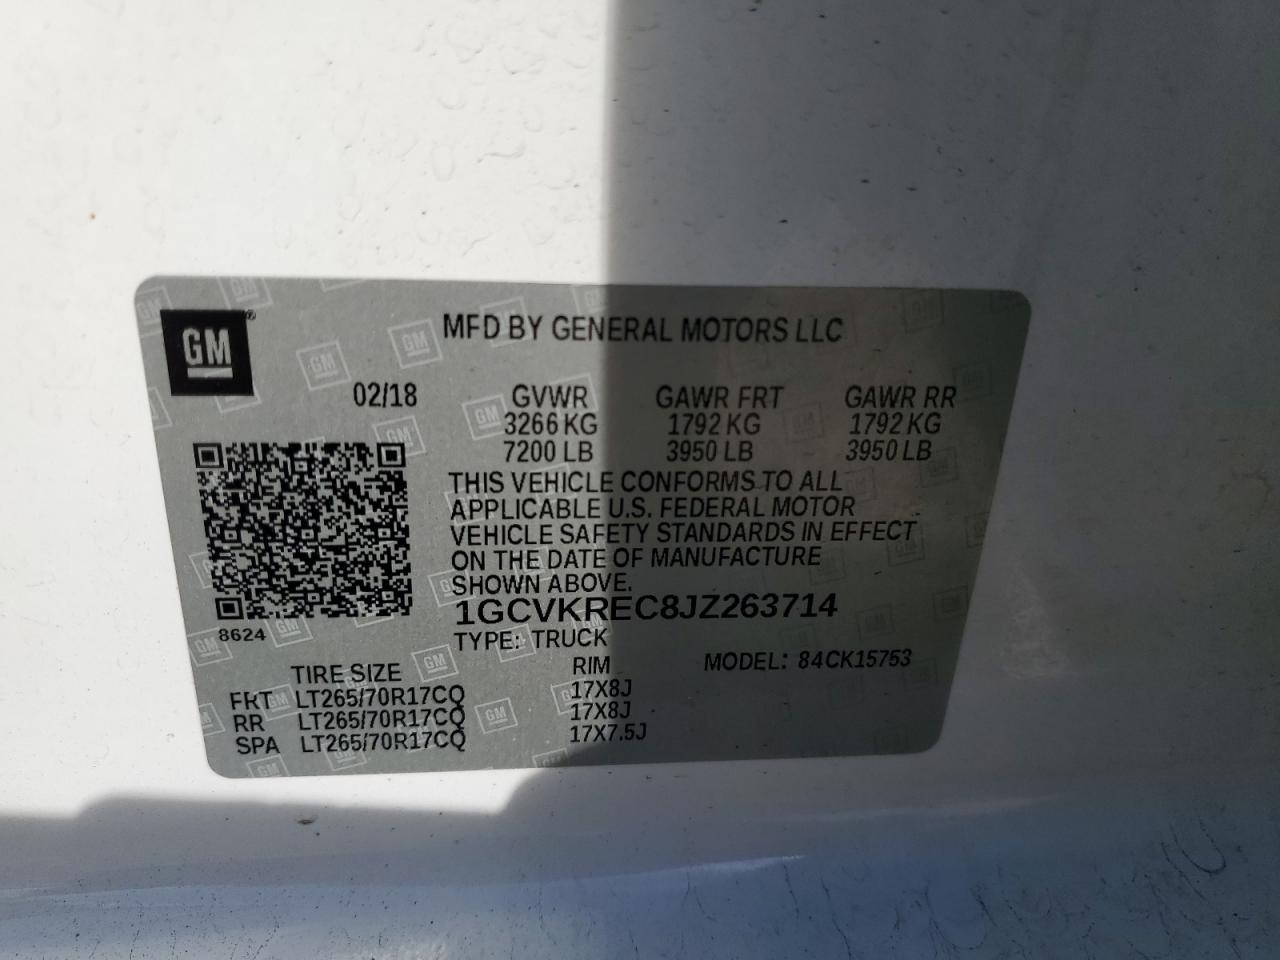 GM
MFD BY GENERAL MOTORS LLC
02/18 GVWR GAWR FRT GAWR RR
3266 KG 1792 KG 1792 KG
7200 LB 3950 LB 3950 LB
THIS VEHICLE CONFORMS TO ALL
APPLICABLE U.S. FEDERAL MOTOR
VEHICLE SAFETY STANDARDS IN EFFECT
ON THE DATE OF MANUFACTURE
SHOWN ABOVE.
1GCVKREC8JZ263714
8624
TYPE: TRUCK
MODEL: 84CK15753
TIRE SIZE RIM
FRT LT265/70R17CQ 17X8J
RR LT265/70R17CQ 17X8J
SPA LT265/70R17CQ 17X7.5J